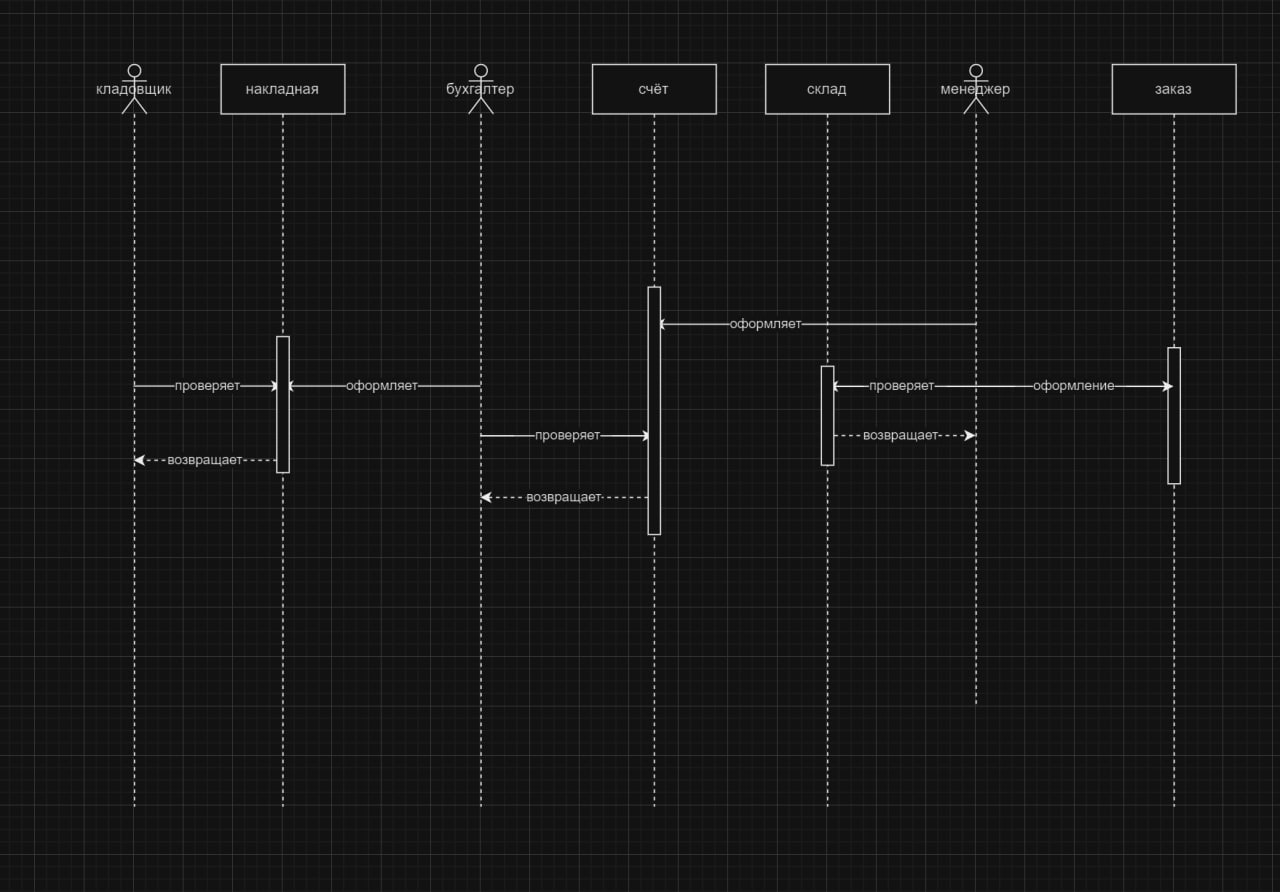 кладовщик
накладная
бухгалтер
счёт
склад
менеджер
заказ
оформляет
проверяет
оформляет
проверяет
оформление
проверяет
возвращает
возвращает
возвращает